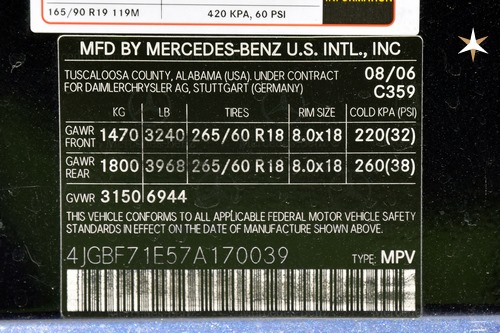 INFORMATION
165/90 R19 119M 420 KPA, 60 PSI
MFD BY MERCEDES-BENZ U.S. INTL., INC
TUSCALOOSA COUNTY, ALABAMA (USA). UNDER CONTRACT 08/06
FOR DAIMLERCHRYSLER AG, STUTTGART (GERMANY) C359
KG LB TIRES RIM SIZE COLD KPA (PSI)
GAWR FRONT 1470 3240 265/60 R18 8.0x18 220(32)
GAWR REAR 1800 3968 265/60 R18 8.0x18 260(38)
GVWR 3150 6944
THIS VEHICLE CONFORMS TO ALL APPLICABLE FEDERAL MOTOR VEHICLE SAFETY
STANDARDS IN EFFECT ON THE DATE OF MANUFACTURE SHOWN ABOVE.
4JGBF71E57A170039 TYPE: MPV